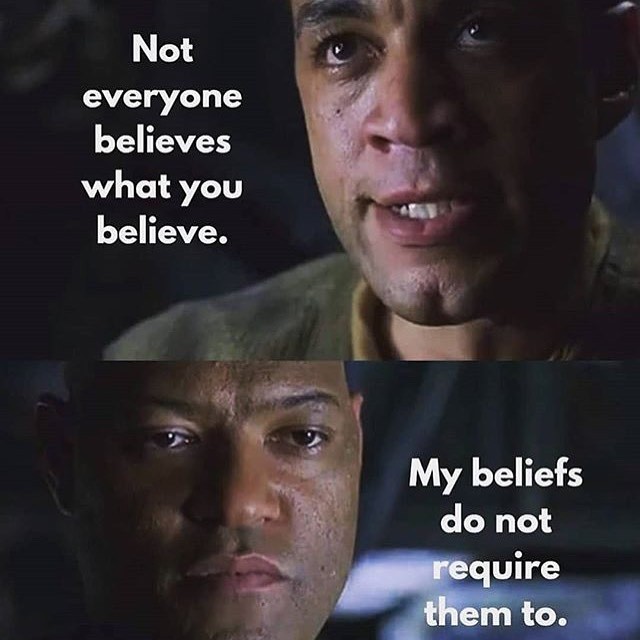 Not
everyone
believes
what you
believe.
My beliefs
do not
require
them to.